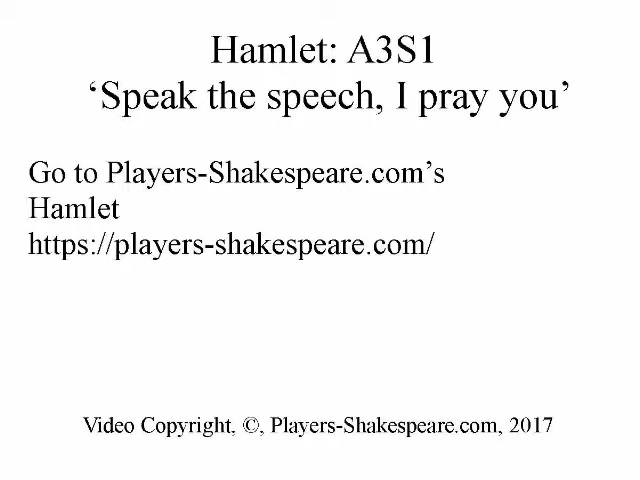 Hamlet: A3S1
‘Speak the speech, I pray you’
Go to Players-Shakespeare.com’s
Hamlet
https://players-shakespeare.com/
Video Copyright, ©, Players-Shakespeare.com, 2017